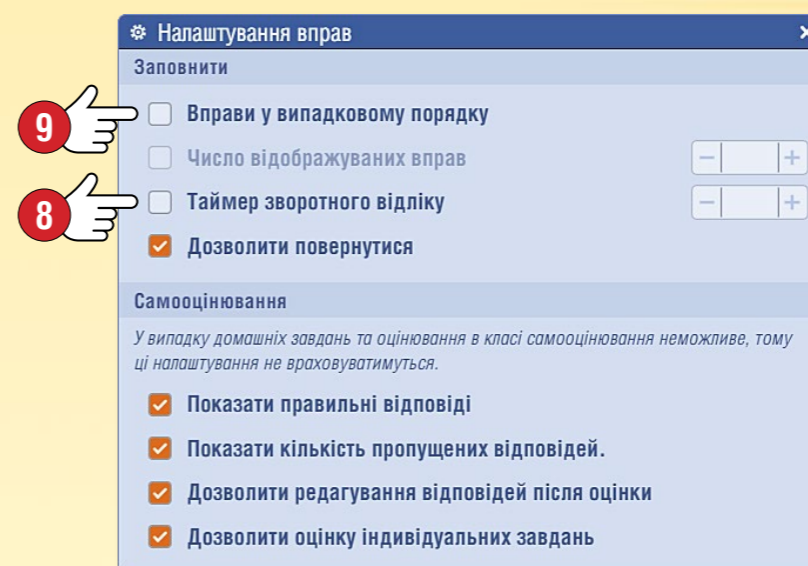 Налаштування вправ
Заповнити
9
Вправи у випадковому порядку
Число відображуваних вправ
8
Таймер зворотного відліку
Дозволити повернутися
Самооцінювання
У випадку домашніх завдань та оцінювання в класі самооцінювання неможливе, тому
ці налаштування не враховуватимуться.
Показати правильні відповіді
Показати кількість пропущених відповідей.
Дозволити редагування відповідей після оцінки
Дозволити оцінку індивідуальних завдань